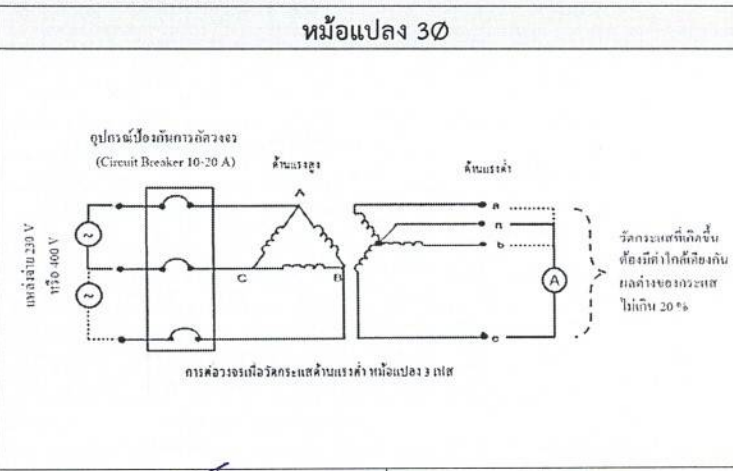 หม้อแปลง 3Ø
อุปกรณ์ป้องกันการลัดวงจร
(Circuit Breaker 10-20 A)
ด้านแรงสูง
ด้านแรงต่ำ
แหล่งจ่าย 230 V
หรือ 400 V
A
C
B
a
n
b
c
A
วัดกระแสที่เกิดขึ้น
ต้องมีค่าใกล้เคียงกัน
ผลต่างของกระแส
ไม่เกิน 20 %
การต่อวงจรเพื่อวัดกระแสด้านแรงต่ำ หม้อแปลง 3 เฟส